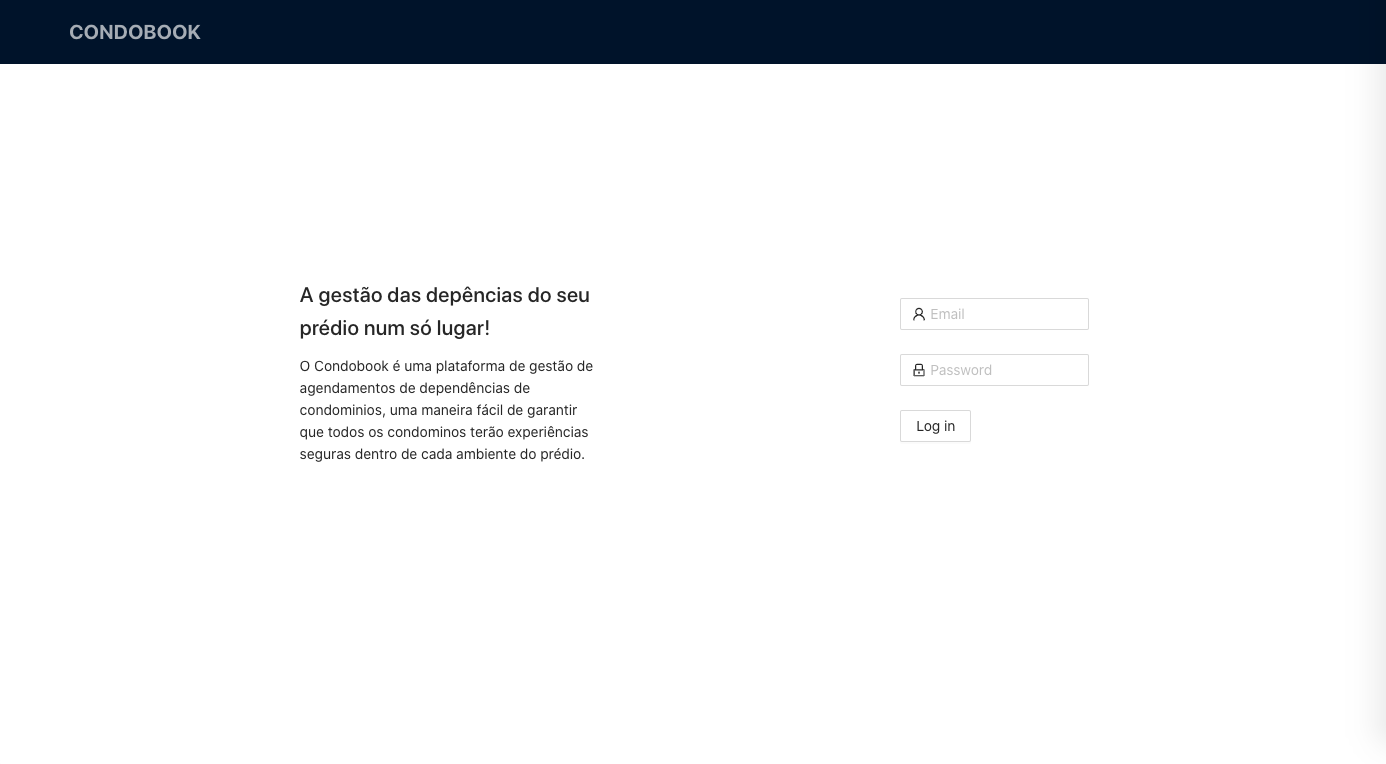 CONDOBOOK
A gestão das depências do seu
prédio num só lugar!
O Condobook é uma plataforma de gestão de
agendamentos de dependências de
condominios, uma maneira fácil de garantir
que todos os condominos terão experiências
seguras dentro de cada ambiente do prédio.
Email
Password
Log in